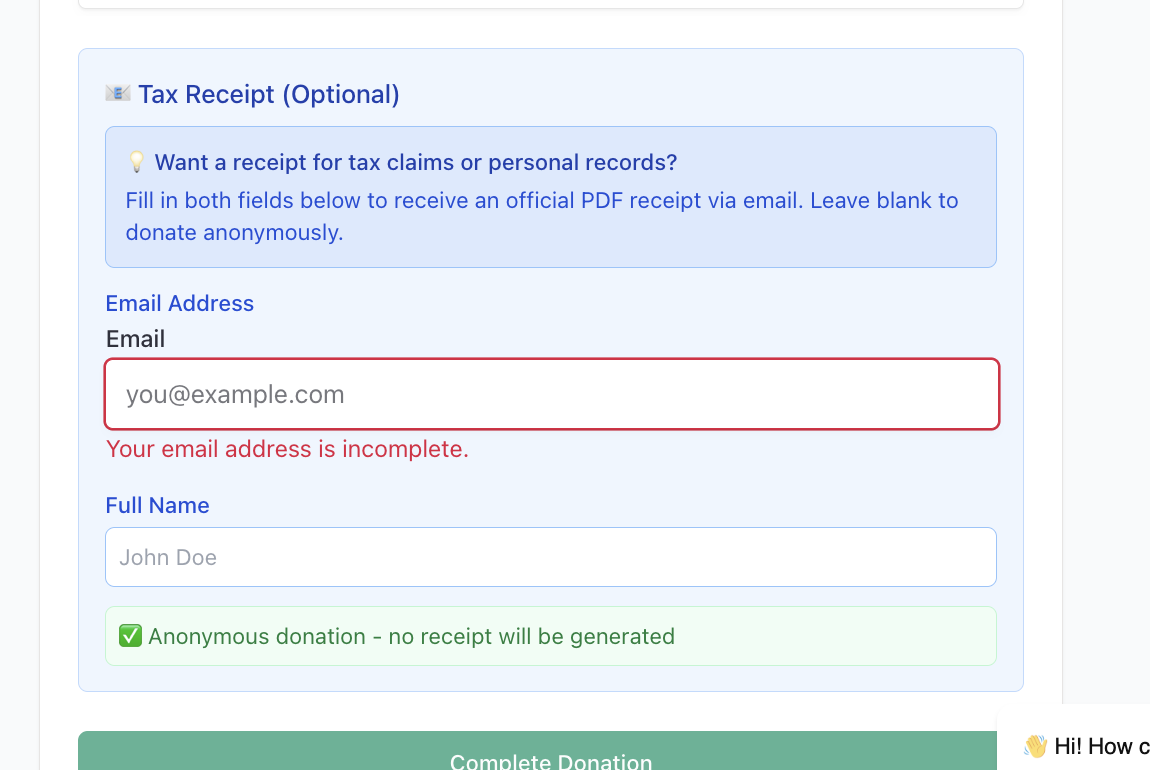 📧 Tax Receipt (Optional)
💡 Want a receipt for tax claims or personal records?
Fill in both fields below to receive an official PDF receipt via email. Leave blank to
donate anonymously.
Email Address
Email
you@example.com
Your email address is incomplete.
Full Name
John Doe
✅ Anonymous donation - no receipt will be generated
Complete Donation
👋 Hi! How c